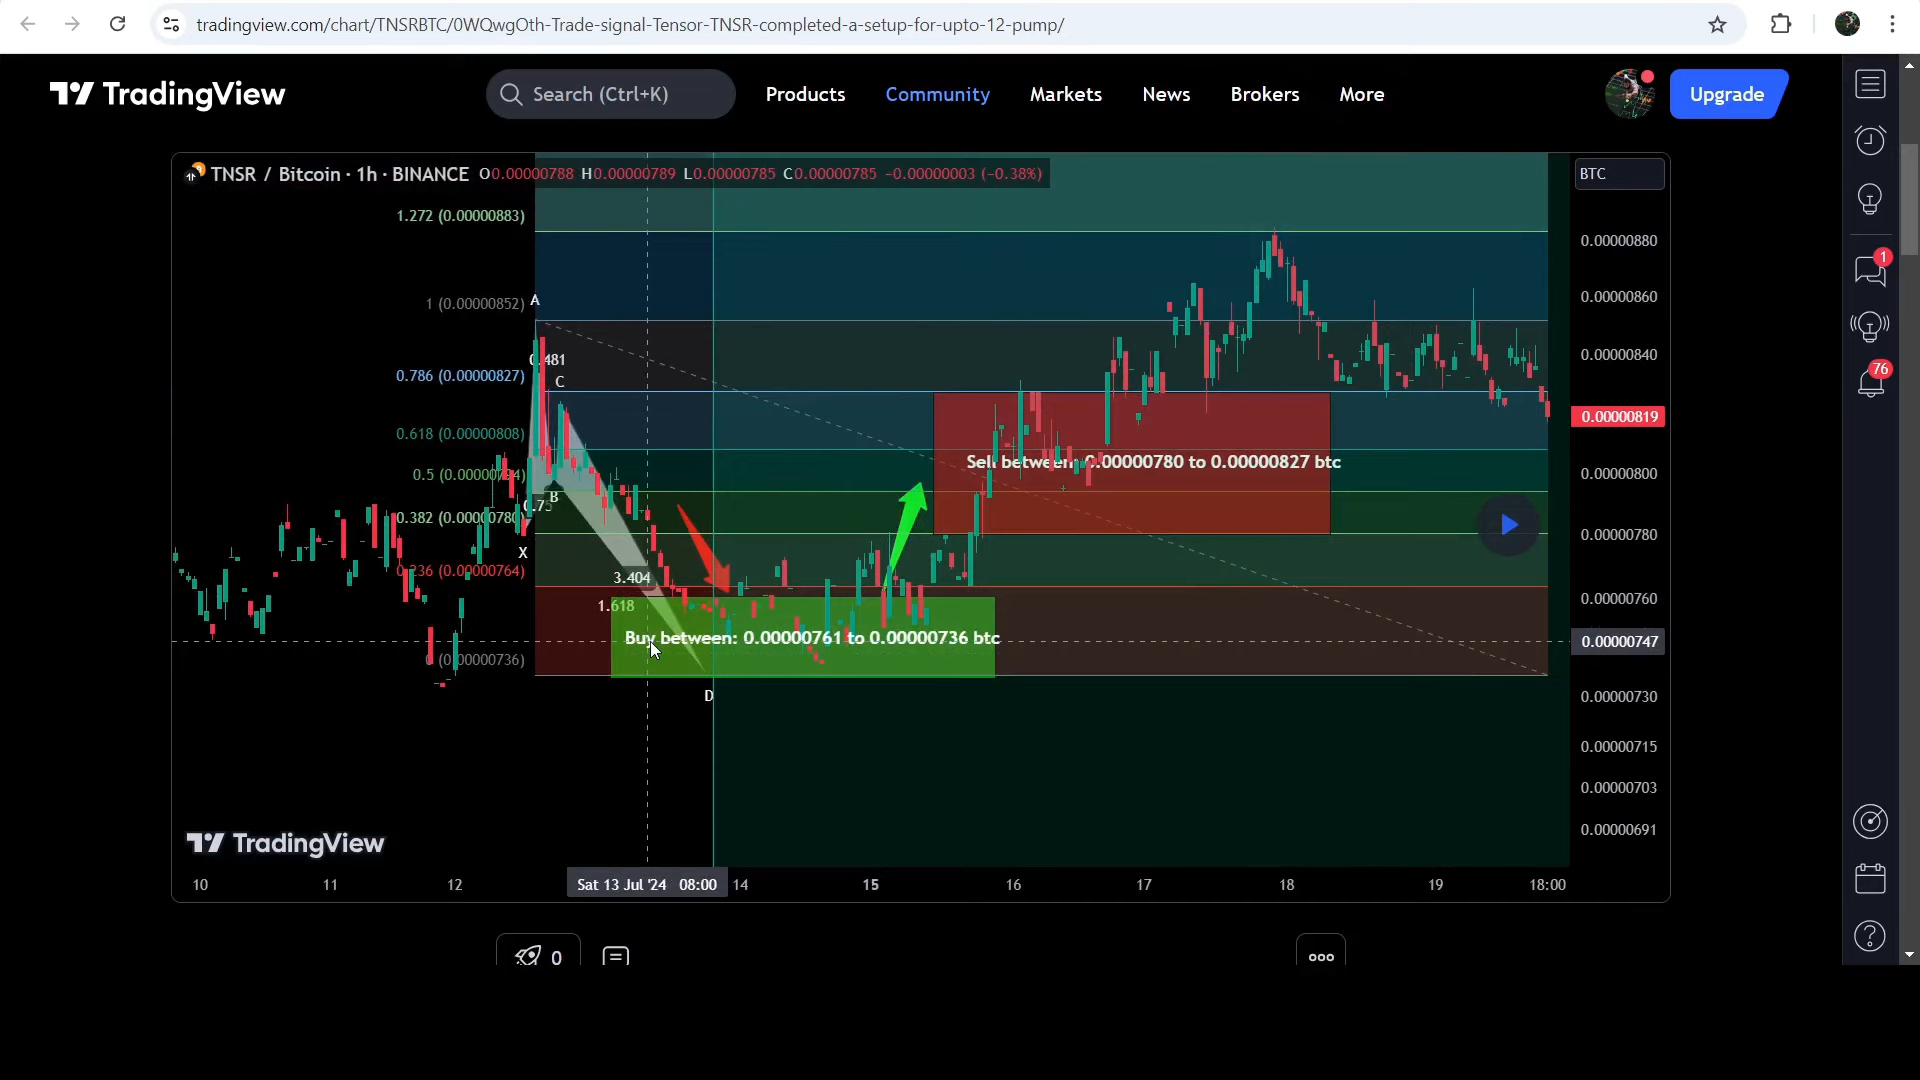 tradingview.com/chart/TNSRBTC/0WQwgOth-Trade-signal-Tensor-TNSR-completed-a-setup-for-upto-12-pump/
TradingView
Search (Ctrl+K)
Products
Community
Markets
News
Brokers
More
Upgrade
TNSR / Bitcoin · 1h · BINANCE O0.00000788 H0.00000789 L0.00000785 C0.00000785 −0.00000003 (−0.38%)
BTC
1.272 (0.00000883)
0.00000880
1 (0.00000852)
A
0.00000860
0.481
0.00000840
0.786 (0.00000827)
C
0.00000819
0.618 (0.00000808)
Sell between: 0.00000780 to 0.00000827 btc
0.5 (0.00000794)
0.00000800
B
0.382 (0.00000780)
0.00000780
X
0.236 (0.00000764)
3.404
0.00000760
1.618
Buy between: 0.00000761 to 0.00000736 btc
0.00000747
0 (0.00000736)
D
0.00000730
0.00000715
0.00000703
0.00000691
TradingView
10
11
12
Sat 13 Jul '24 08:00
14
15
16
17
18
19
18:00
0
1
76